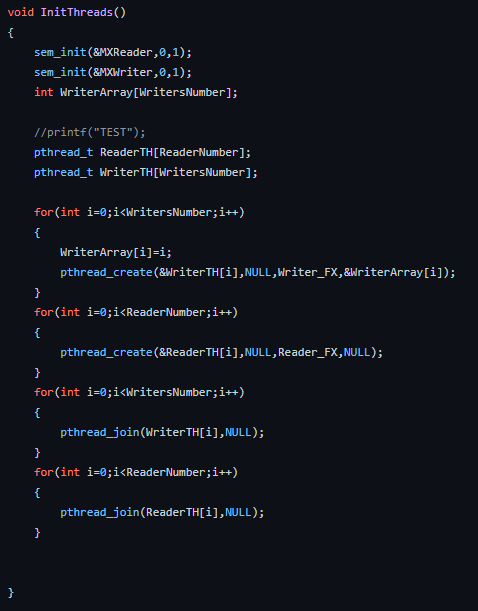 void InitThreads()
{
    sem_init(&MXReader,0,1);
    sem_init(&MXWriter,0,1);
    int WriterArray[WritersNumber];

    //printf("TEST");
    pthread_t ReaderTH[ReaderNumber];
    pthread_t WriterTH[WritersNumber];

    for(int i=0;i<WritersNumber;i++)
    {
        WriterArray[i]=i;
        pthread_create(&WriterTH[i],NULL,Writer_FX,&WriterArray[i]);
    }
    for(int i=0;i<ReaderNumber;i++)
    {
        pthread_create(&ReaderTH[i],NULL,Reader_FX,NULL);
    }
    for(int i=0;i<WritersNumber;i++)
    {
        pthread_join(WriterTH[i],NULL);
    }
    for(int i=0;i<ReaderNumber;i++)
    {
        pthread_join(ReaderTH[i],NULL);
    }


}